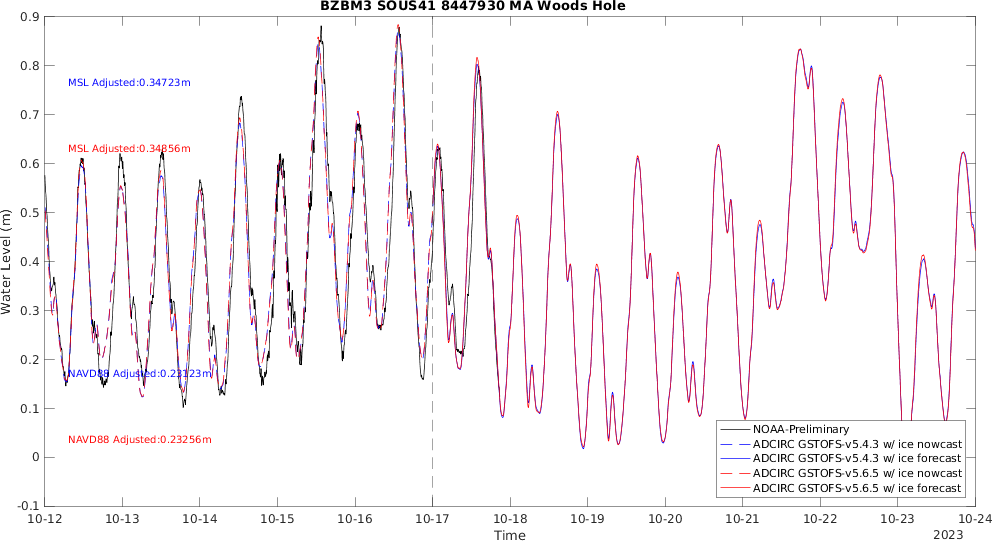 BZBM3 SOUS41 8447930 MA Woods Hole
0.9
0.8
0.7
0.6
0.5
0.4
0.3
0.2
0.1
0
-0.1
Water Level (m)
MSL Adjusted:0.34723m
MSL Adjusted:0.34856m
NAVD88 Adjusted:0.23123m
NAVD88 Adjusted:0.23256m
NOAA-Preliminary
ADCIRC GSTOFS-v5.4.3 w/ ice nowcast
ADCIRC GSTOFS-v5.4.3 w/ ice forecast
ADCIRC GSTOFS-v5.6.5 w/ ice nowcast
ADCIRC GSTOFS-v5.6.5 w/ ice forecast
10-12 10-13 10-14 10-15 10-16 10-17 10-18 10-19 10-20 10-21 10-22 10-23 10-24
Time
2023